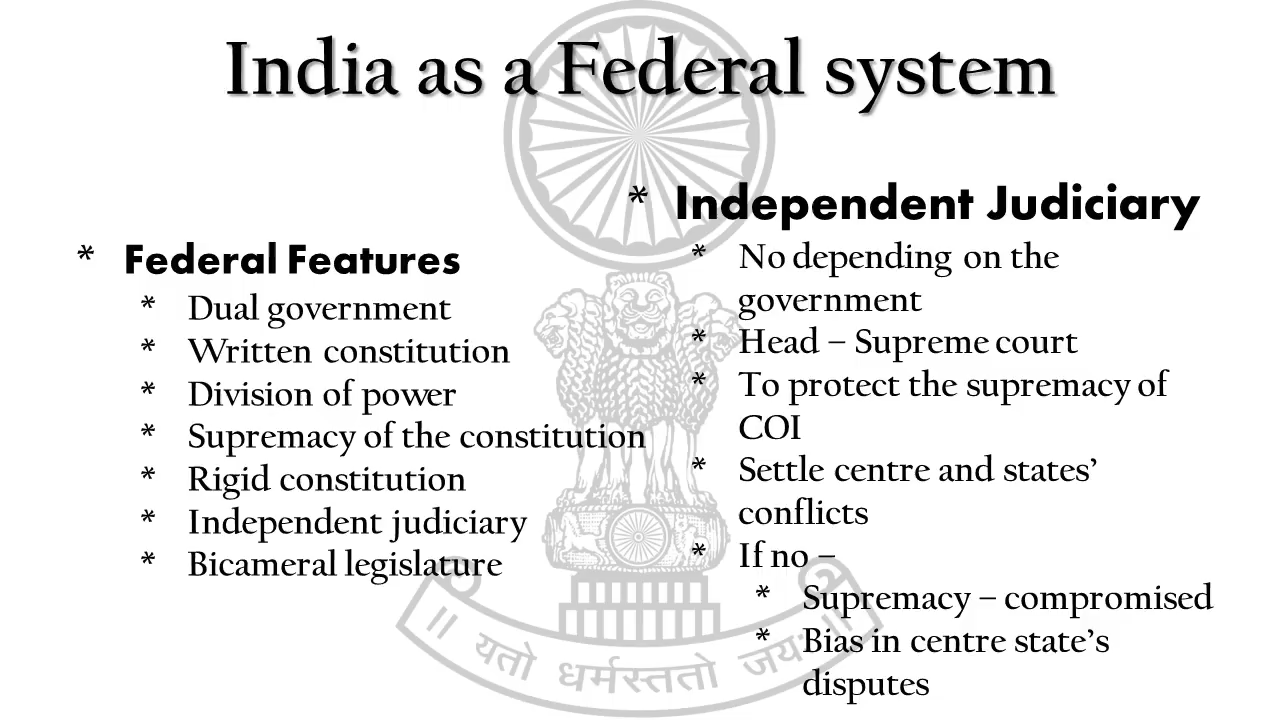 India as a Federal system
* Federal Features
* Dual government
* Written constitution
* Division of power
* Supremacy of the constitution
* Rigid constitution
* Independent judiciary
* Bicameral legislature
* Independent Judiciary
* No depending on the
government
* Head – Supreme court
* To protect the supremacy of
COI
* Settle centre and states’
conflicts
* If no –
* Supremacy – compromised
* Bias in centre state’s
disputes
॥ यतो धर्मस्ततो जयः ॥